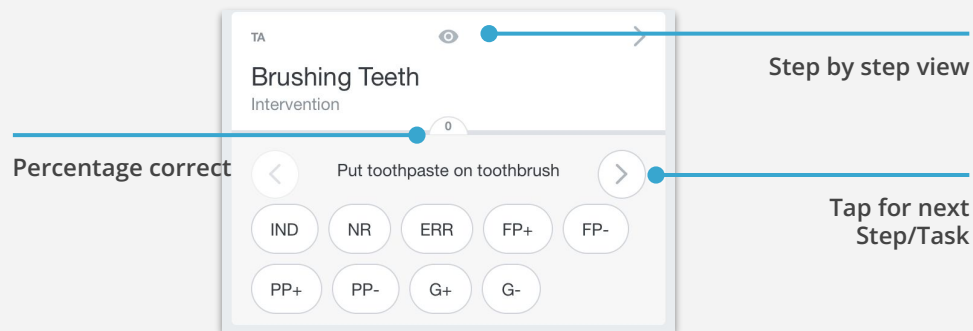 TA
Step by step view
Brushing Teeth
Intervention
0
Percentage correct
Put toothpaste on toothbrush
Tap for next
Step/Task
IND NR ERR FP+ FP-
PP+ PP- G+ G-